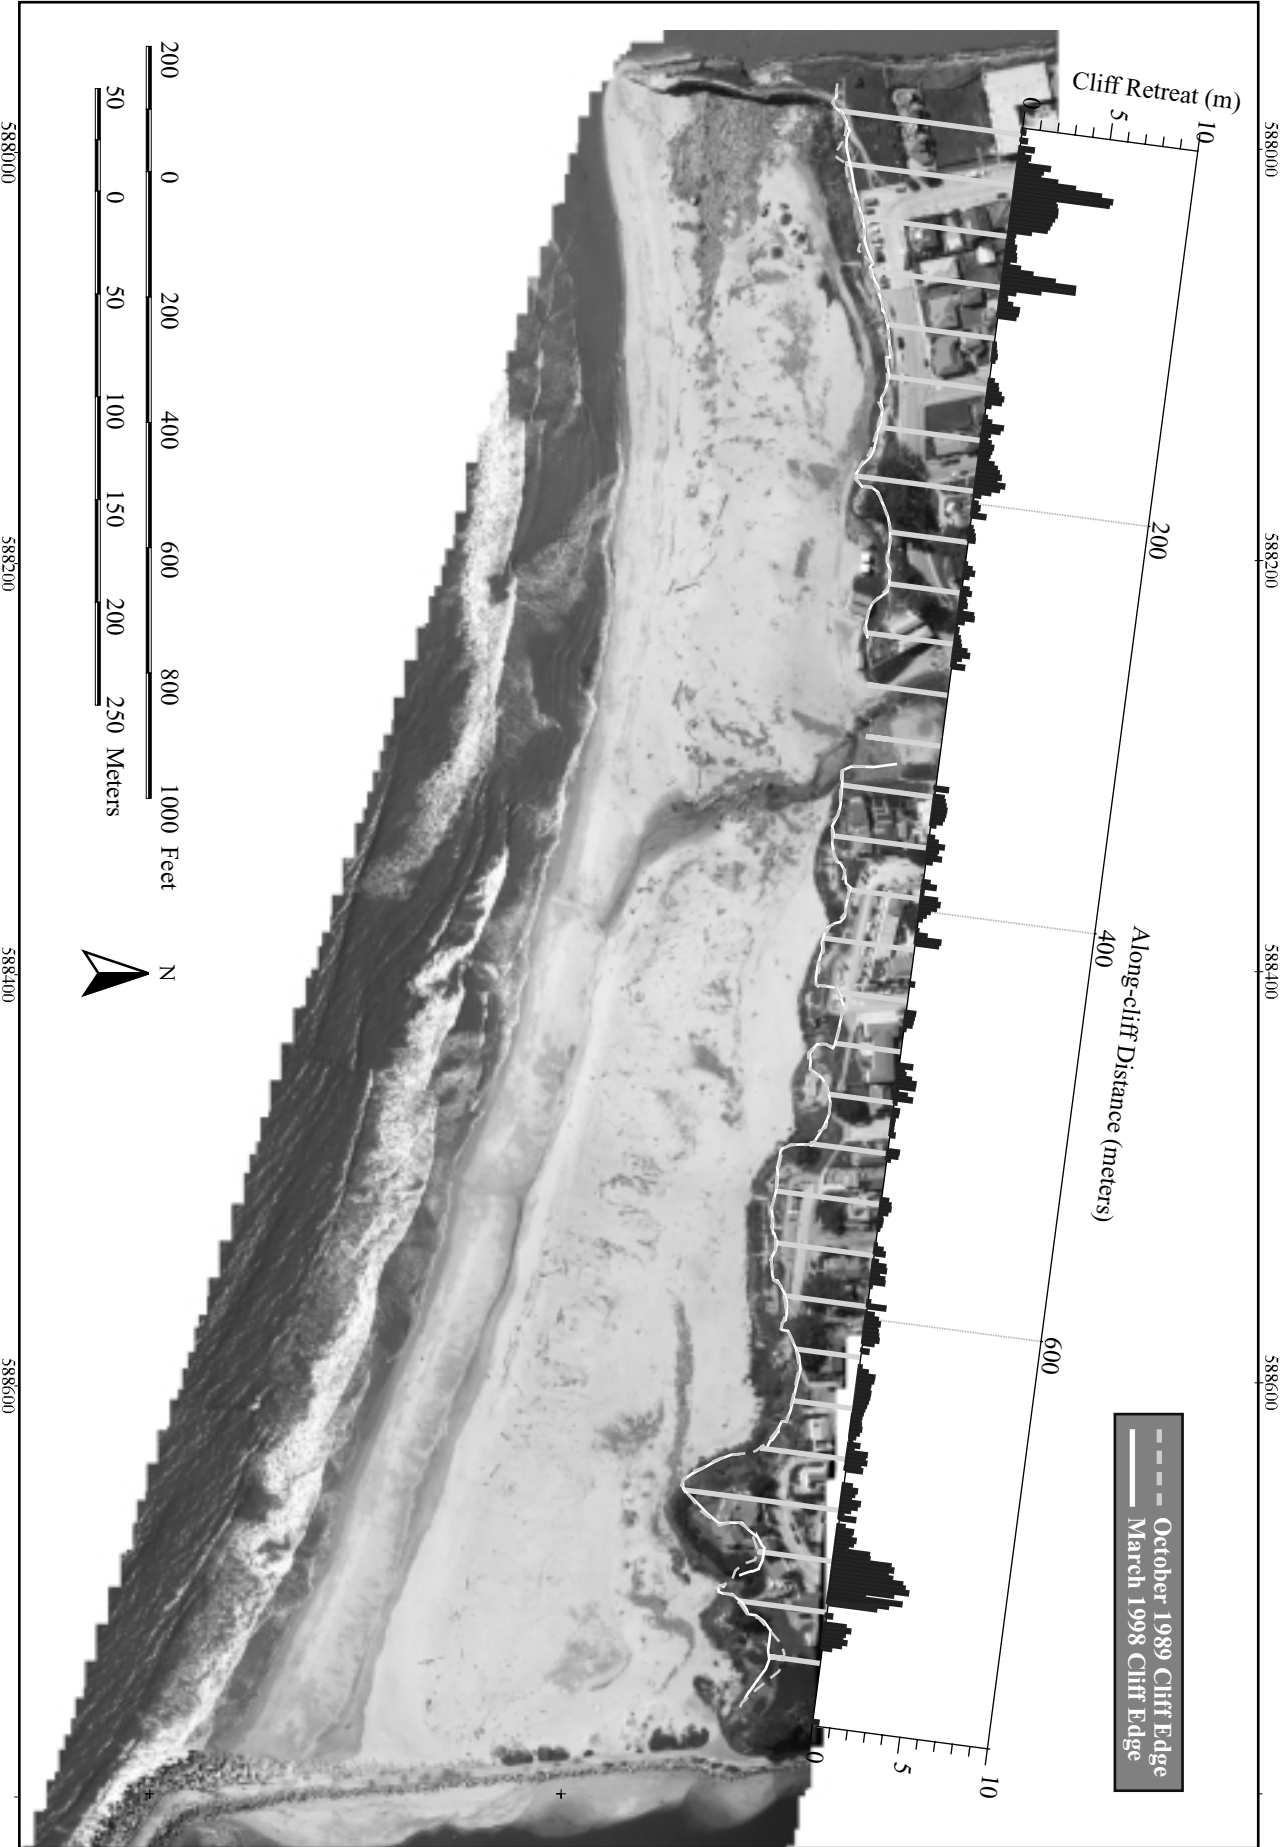 Cliff Retreat (m)
0
5
10
588000
588200
588400
588600
200
400
600
Along-cliff Distance (meters)
0
5
10
October 1989 Cliff Edge
March 1998 Cliff Edge
200 0 200 400 600 800 1000 Feet
50 0 50 100 150 200 250 Meters
N
588000
588200
588400
588600